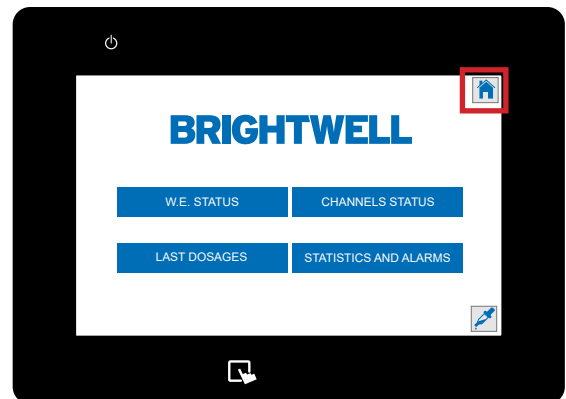 BRIGHTWELL
W.E. STATUS
CHANNELS STATUS
LAST DOSAGES
STATISTICS AND ALARMS